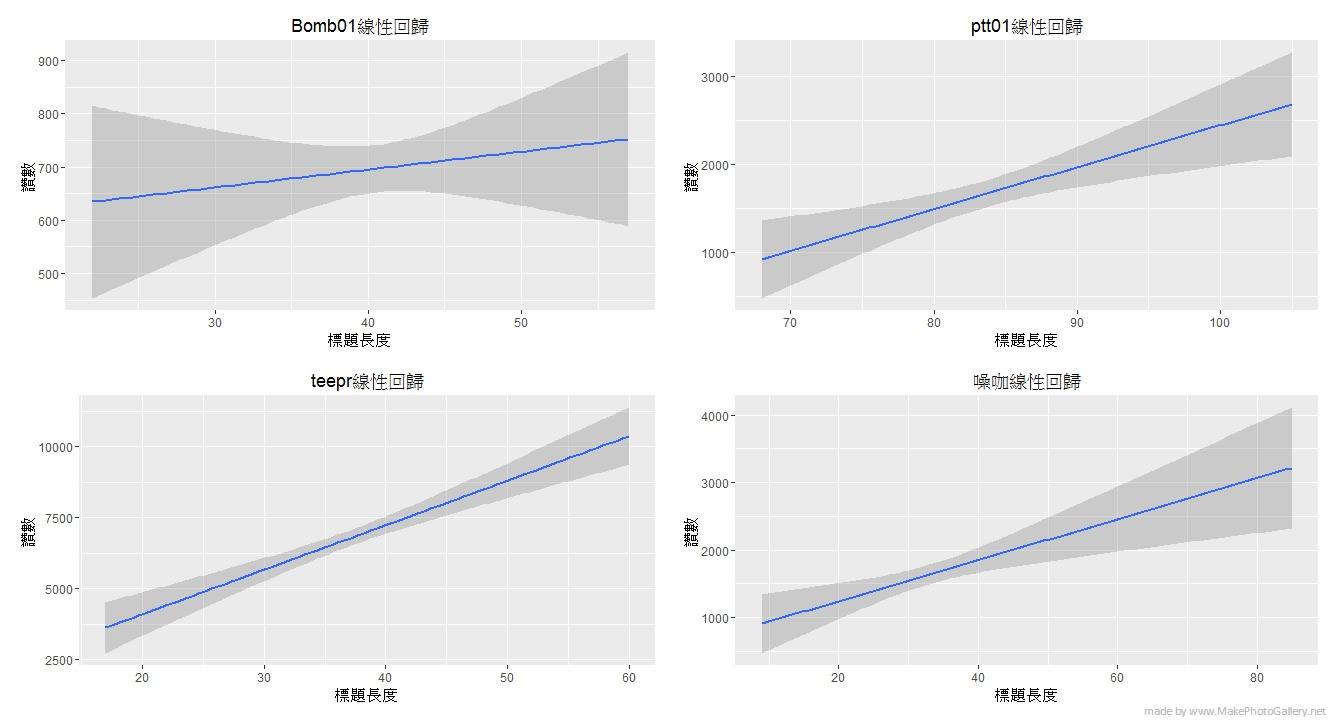 Bomb01線性回歸
900
800
700
600
500
讚數
30 40 50
標題長度
ptt01線性回歸
3000
2000
1000
讚數
70 80 90 100
標題長度
teepr線性回歸
10000
7500
5000
2500
讚數
20 30 40 50 60
標題長度
噪咖線性回歸
4000
3000
2000
1000
讚數
20 40 60 80
標題長度
made by www.MakePhotoGallery.net